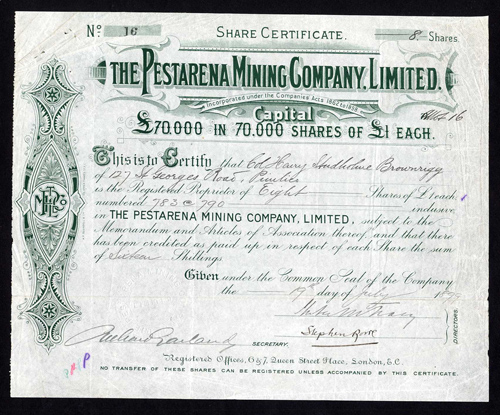 No. 16 SHARE CERTIFICATE. 8 Shares.
THE PESTARENA MINING COMPANY, LIMITED.
Incorporated under the Companies Acts 1862 to
Capital
£70,000 IN 70,000 SHARES OF £1 EACH.
This is to Certify that Col Harry Studholme Brownrigg
of 127 St Georges Road, Pimlico
is the Registered Proprietor of Eight Shares of £1 each,
numbered 783 @ 790 inclusive
in THE PESTARENA MINING COMPANY, LIMITED, subject to the
Memorandum and Articles of Association thereof, and that there
has been credited as paid up in respect of each Share the sum
of Sixteen Shillings
Given under the Common Seal of the Company
the day of July
DIRECTORS.
SECRETARY.
Registered Offices, 6 & 7, Queen Street Place, London, E.C.
NO TRANSFER OF THESE SHARES CAN BE REGISTERED UNLESS ACCOMPANIED BY THIS CERTIFICATE.